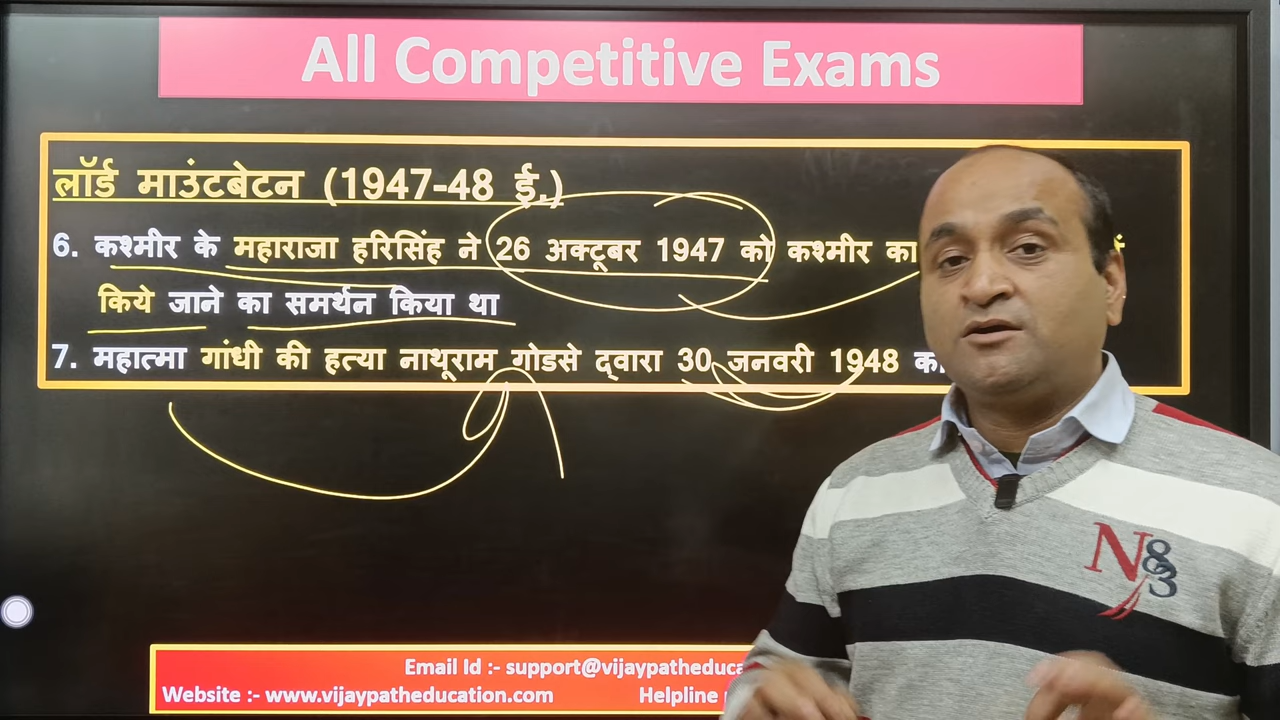 All Competitive Exams
लॉर्ड माउंटबेटन (1947-48 ई.)
6. कश्मीर के महाराजा हरिसिंह ने 26 अक्टूबर 1947 को कश्मीर का
किये जाने का समर्थन किया था
7. महात्मा गांधी की हत्या नाथूराम गोडसे द्वारा 30 जनवरी 1948
Email Id :- support@vijaypatheduca
Website :- www.vijaypatheducation.com Helpline
N83